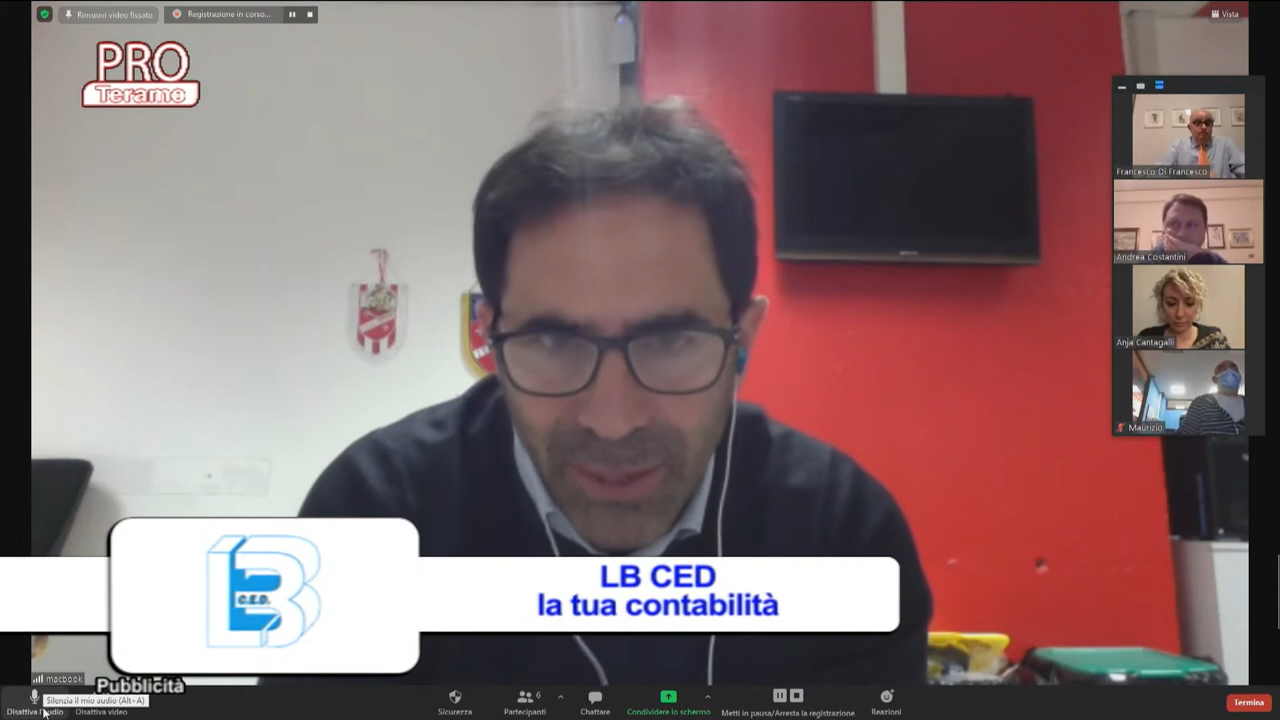 Rimuovi video fissato
Registrazione in corso...
Vista
PRO
Teramo
Francesco Di Francesco
Andrea Costantini
Anja Cantagalli
Maurizio
C.E.D.
LB CED
la tua contabilità
macbook
Pubblicità
Silenzia il mio audio (Alt+A)
Disattiva l'audio
Disattiva video
Sicurezza
6
Partecipanti
Chattare
Condividere lo schermo
Metti in pausa/Arresta la registrazione
Reazioni
Termina